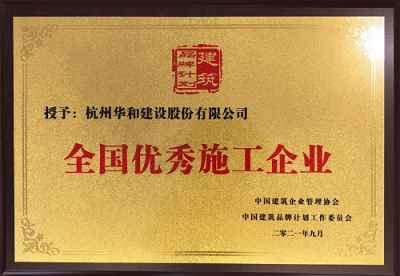 建筑
品牌计划
授予：杭州华和建设股份有限公司
全国优秀施工企业
中国建筑企业管理协会
中国建筑品牌计划工作委员会
二零二一年九月